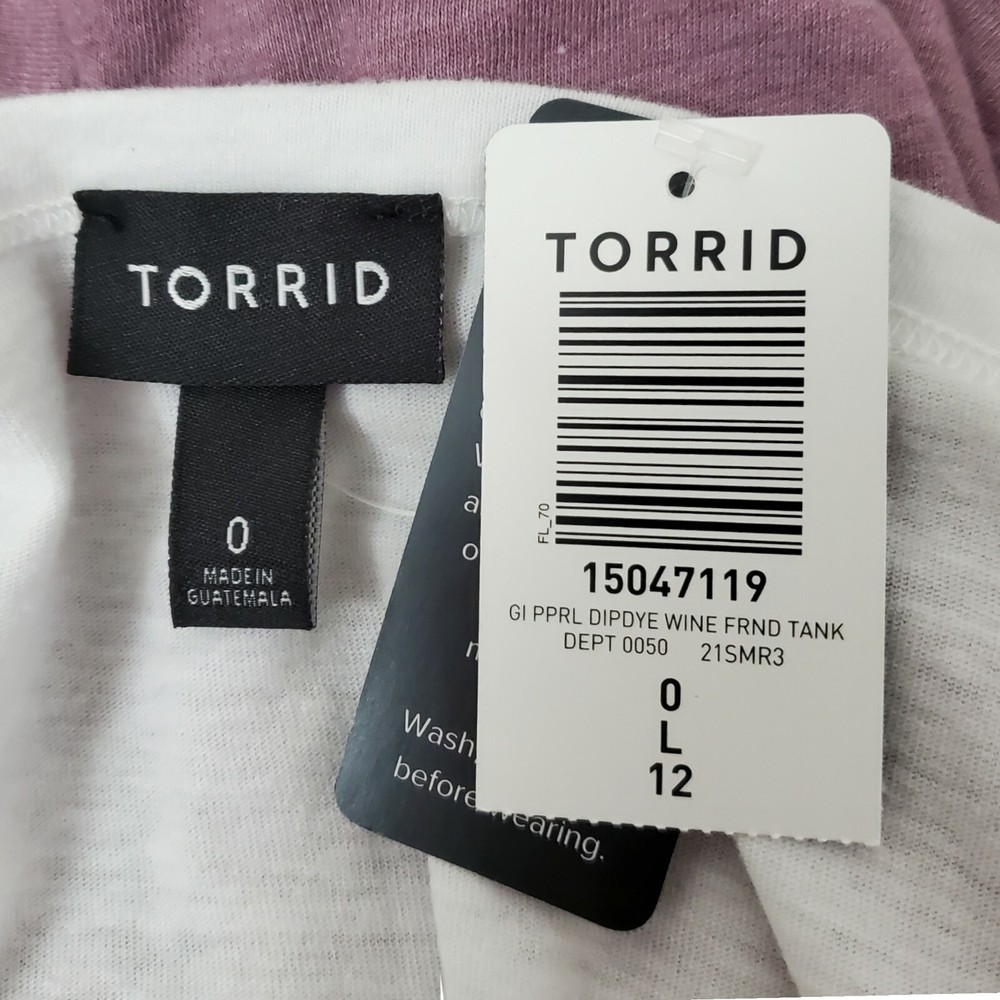 TORRID
0
MADE IN
GUATEMALA
TORRID
FL_70
15047119
GI PPRL DIPDYE WINE FRND TANK
DEPT 0050 21SMR3
0
L
12
Wash
before wearing.